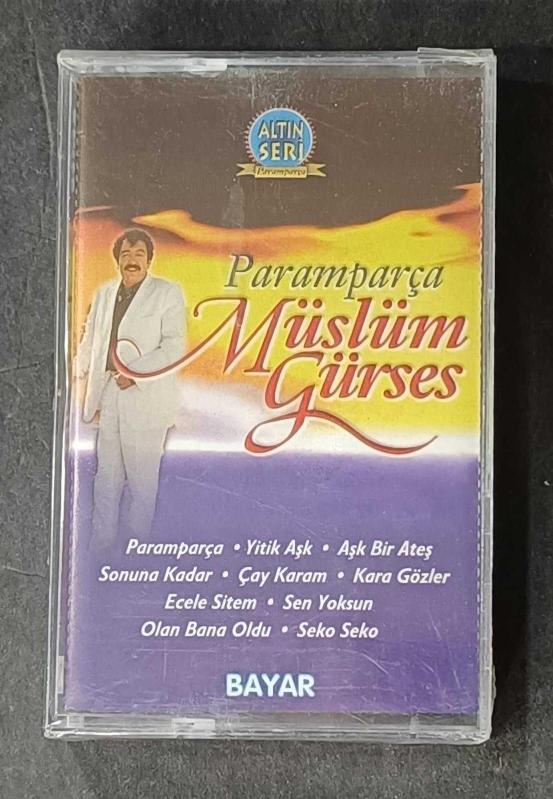 ALTIN
SERİ
Paramparça
Paramparça
Müslüm
Gürses
Paramparça • Yitik Aşk • Aşk Bir Ateş
Sonuna Kadar • Çay Karam • Kara Gözler
Ecele Sitem • Sen Yoksun
Olan Bana Oldu • Seko Seko
BAYAR